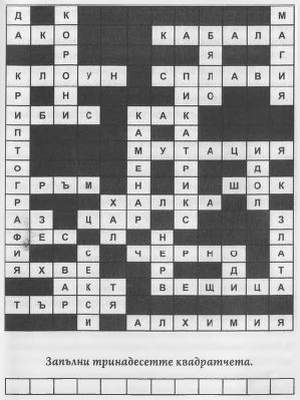 Д К М
А К О К А Б А Л А
Р Я Г
К Л О У Н С П Л А В И
Р Н И О Я
И Б И С К А К
П А А
Т М У Т А Ц И Я
О Е Р Д
Г Р Ъ М Н И Ш О К
Р Х А Л К А Л
А З Ц А Р С З
Ф Е С Л Н Л
И С Ч Е Р Н О А
Я Х В Е Т Р Д Т
А К Т В Е Щ И Ц А
Т Ъ Р С Я
И А Л Х И М И Я
Запълни тринадесетте квадратчета.